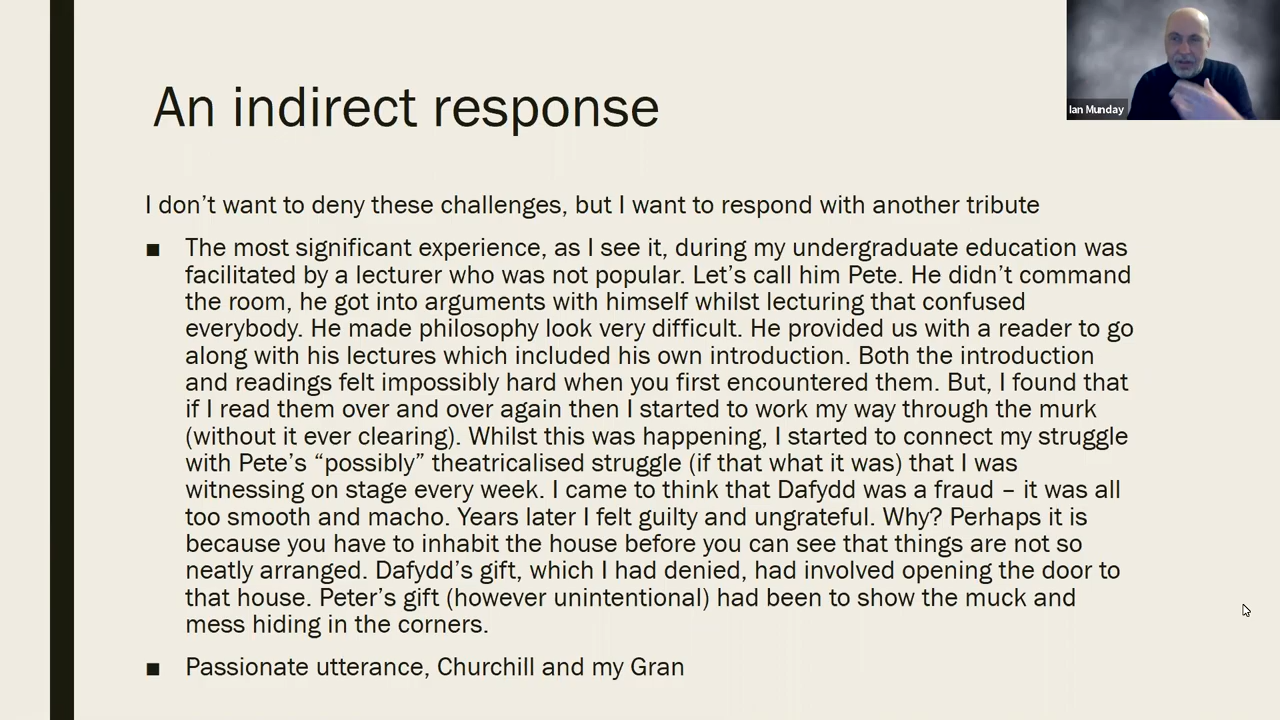 An indirect response
Ian Munday
I don’t want to deny these challenges, but I want to respond with another tribute
■ The most significant experience, as I see it, during my undergraduate education was
facilitated by a lecturer who was not popular. Let’s call him Pete. He didn’t command
the room, he got into arguments with himself whilst lecturing that confused
everybody. He made philosophy look very difficult. He provided us with a reader to go
along with his lectures which included his own introduction. Both the introduction
and readings felt impossibly hard when you first encountered them. But, I found that
if I read them over and over again then I started to work my way through the murk
(without it ever clearing). Whilst this was happening, I started to connect my struggle
with Pete’s “possibly” theatricalised struggle (if that what it was) that I was
witnessing on stage every week. I came to think that Dafydd was a fraud – it was all
too smooth and macho. Years later I felt guilty and ungrateful. Why? Perhaps it is
because you have to inhabit the house before you can see that things are not so
neatly arranged. Dafydd’s gift, which I had denied, had involved opening the door to
that house. Peter’s gift (however unintentional) had been to show the muck and
mess hiding in the corners.
■ Passionate utterance, Churchill and my Gran